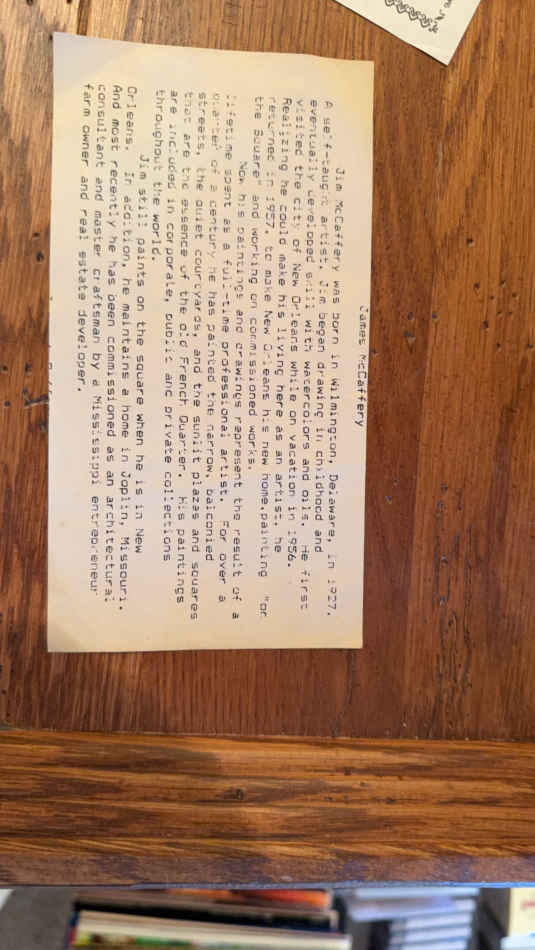 James McCaffery
Jim McCaffery was born in Wilmington, Delaware, in 1927.
A self-taught artist, Jim began drawing in childhood and
eventually developed skill with watercolors and oils. He first
visited the city of New Orleans while on vacation in 1956.
Realizing he could make his living here as an artist, he
returned in 1957, to make New Orleans his new home, painting "on
the Square" and working on commissioned works.
Now his paintings and drawings represent the result of a
lifetime spent as a full-time professional artist. For over a
quarter of a century he has painted the narrow, balconied
streets, the quiet courtyards, and the sunlit plazas and squares
that are the essence of the old French Quarter. His paintings
are included in corporate, public and private collections
throughout the world.
Jim still paints on the square when he is in New
Orleans. In addition, he maintains a home in Joplin, Missouri.
And most recently he has been commissioned as an architectural
consultant and master craftsman by a Mississippi entrepreneur
farm owner and real estate developer.